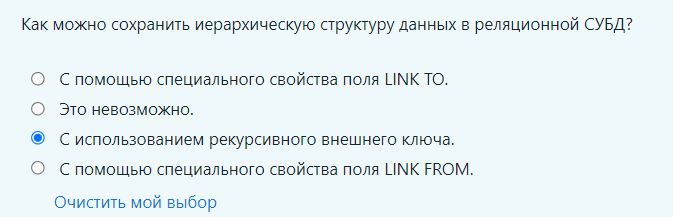 Как можно сохранить иерархическую структуру данных в реляционной СУБД?
С помощью специального свойства поля LINK TO.
Это невозможно.
С использованием рекурсивного внешнего ключа.
С помощью специального свойства поля LINK FROM.
Очистить мой выбор